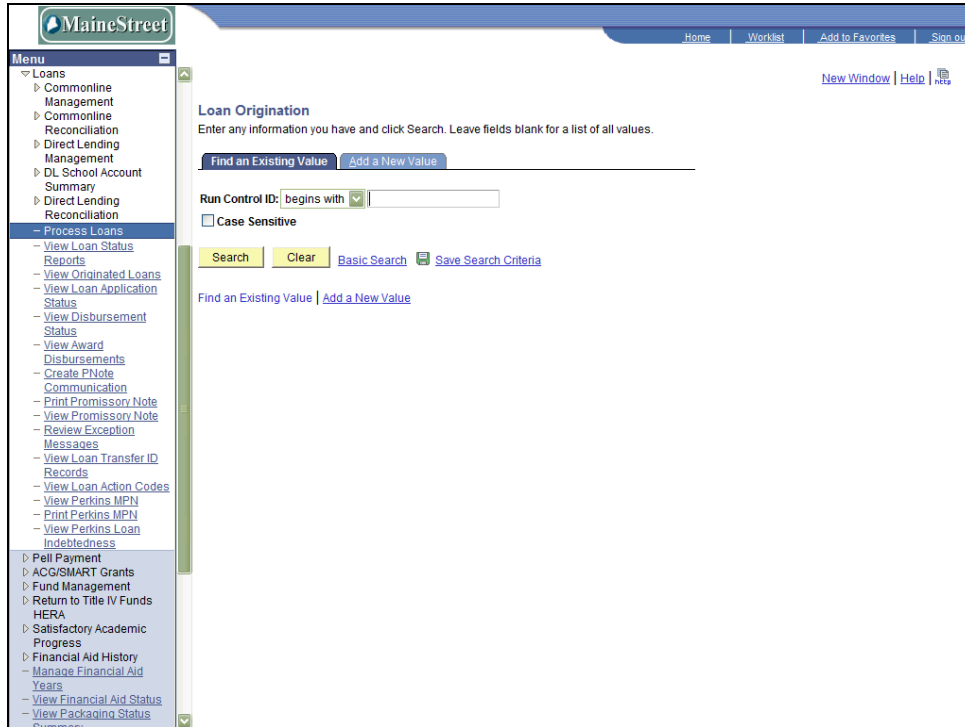 MaineStreet
Home
Worklist
Add to Favorites
Sign ou
Menu
New Window | Help | http
Loans
Commonline
Management
Commonline
Reconciliation
Direct Lending
Management
DL School Account
Summary
Direct Lending
Reconciliation
– Process Loans
– View Loan Status
Reports
– View Originated Loans
– View Loan Application
Status
– View Disbursement
Status
– View Award
Disbursements
– Create PNote
Communication
– Print Promissory Note
– View Promissory Note
– Review Exception
Messages
– View Loan Transfer ID
Records
– View Loan Action Codes
– View Perkins MPN
– Print Perkins MPN
– View Perkins Loan
Indebtedness
Pell Payment
ACG/SMART Grants
Fund Management
Return to Title IV Funds
HERA
Satisfactory Academic
Progress
Financial Aid History
– Manage Financial Aid
Years
– View Financial Aid Status
– View Packaging Status
Summary
Loan Origination
Enter any information you have and click Search. Leave fields blank for a list of all values.
Find an Existing Value
Add a New Value
Run Control ID: begins with
Case Sensitive
Search Clear Basic Search Save Search Criteria
Find an Existing Value | Add a New Value